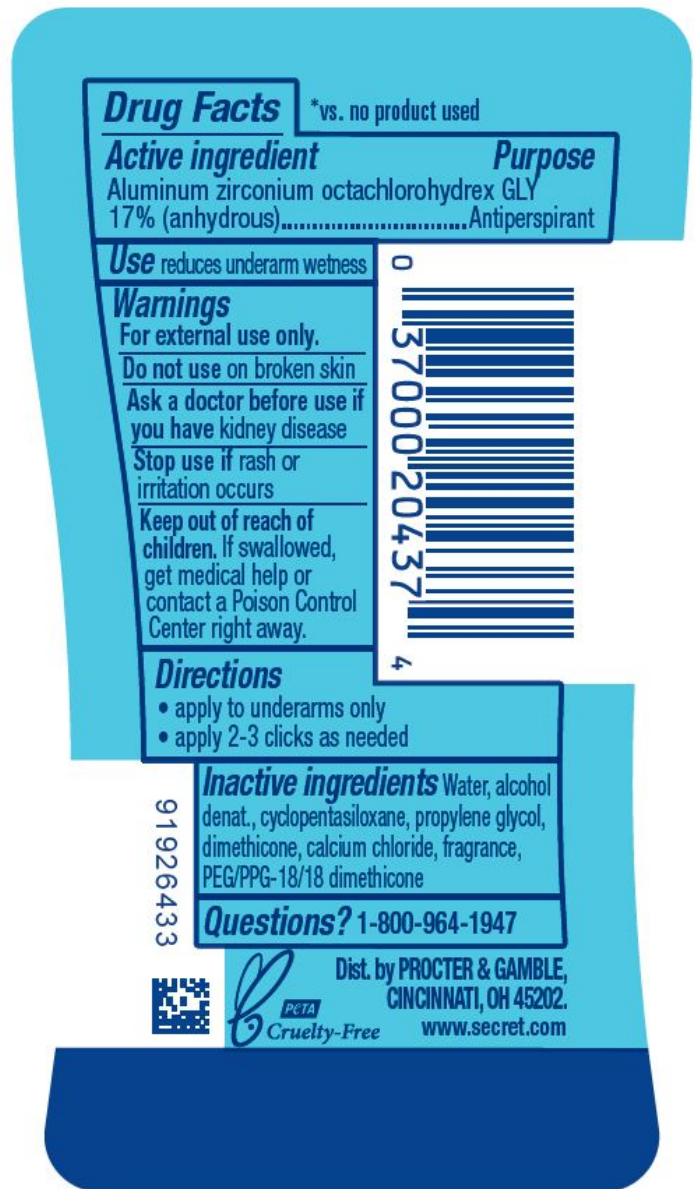 Drug Facts *vs. no product used
Active ingredient Purpose
Aluminum zirconium octachlorohydrex GLY
17% (anhydrous)..............................Antiperspirant
Use reduces underarm wetness
Warnings
For external use only.
Do not use on broken skin
Ask a doctor before use if
you have kidney disease
Stop use if rash or
irritation occurs
Keep out of reach of
children. If swallowed,
get medical help or
contact a Poison Control
Center right away.
0 37000 20437 4
Directions
• apply to underarms only
• apply 2-3 clicks as needed
Inactive ingredients Water, alcohol
denat., cyclopentasiloxane, propylene glycol,
dimethicone, calcium chloride, fragrance,
PEG/PPG-18/18 dimethicone
Questions? 1-800-964-1947
91926433
PETA
Cruelty-Free
Dist. by PROCTER & GAMBLE,
CINCINNATI, OH 45202.
www.secret.com